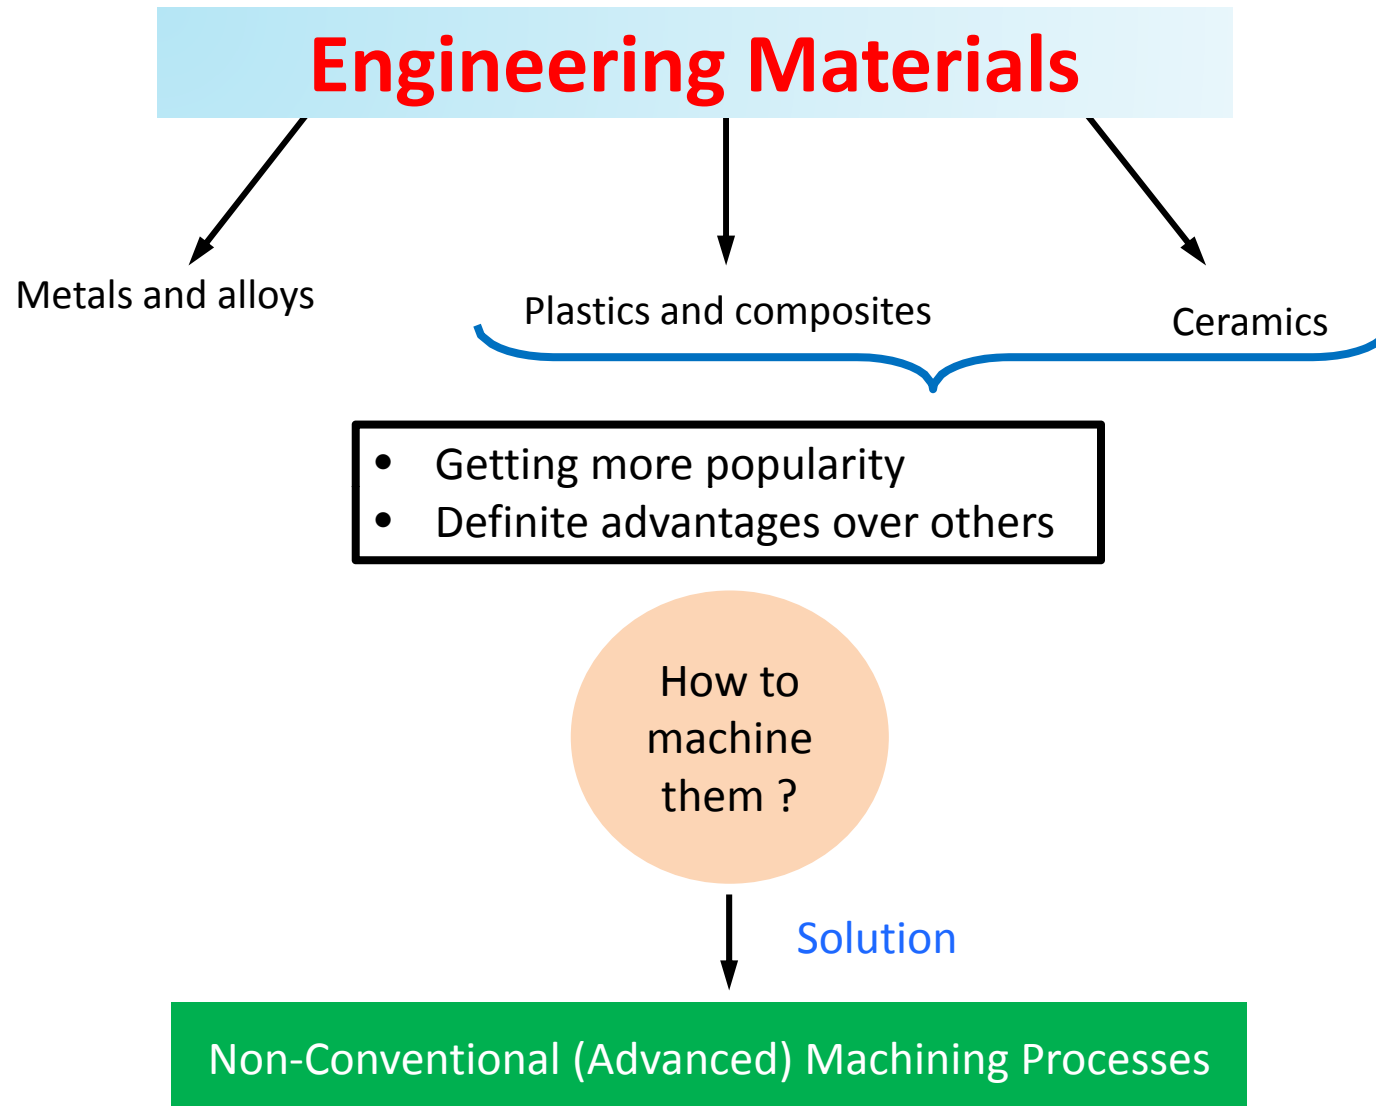 Engineering Materials
Metals and alloys
Plastics and composites
Ceramics
• Getting more popularity
• Definite advantages over others
How to
machine
them ?
Solution
Non-Conventional (Advanced) Machining Processes